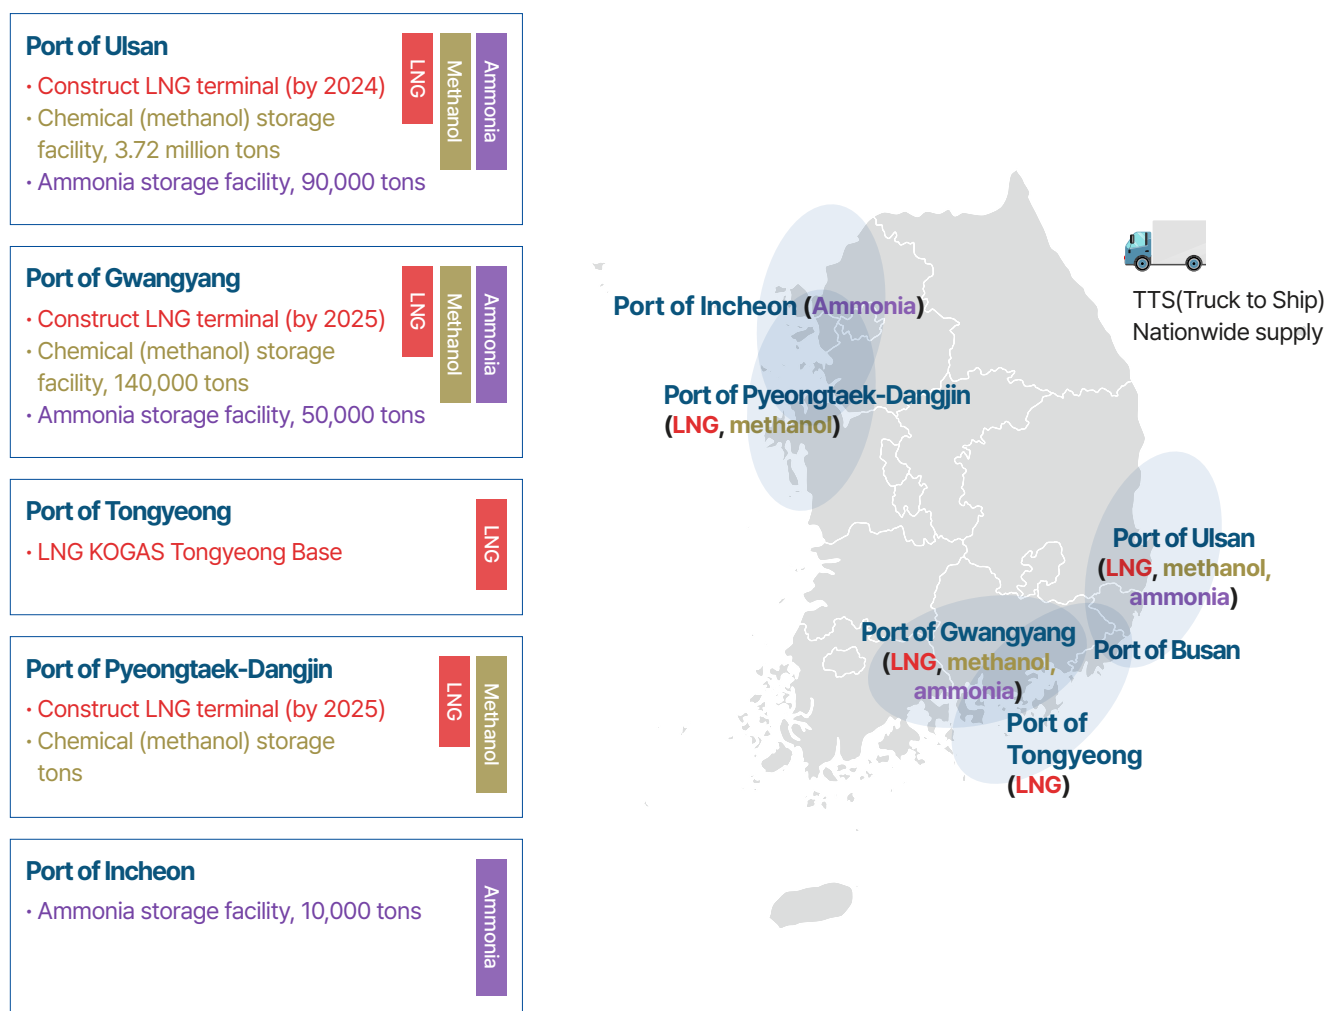 Port of Ulsan
· Construct LNG terminal (by 2024)
· Chemical (methanol) storage
facility, 3.72 million tons
· Ammonia storage facility, 90,000 tons
LNG
Methanol
Ammonia
Port of Gwangyang
· Construct LNG terminal (by 2025)
· Chemical (methanol) storage
facility, 140,000 tons
· Ammonia storage facility, 50,000 tons
LNG
Methanol
Ammonia
Port of Tongyeong
· LNG KOGAS Tongyeong Base
LNG
Port of Pyeongtaek-Dangjin
· Construct LNG terminal (by 2025)
· Chemical (methanol) storage
tons
LNG
Methanol
Port of Incheon
· Ammonia storage facility, 10,000 tons
Ammonia
TTS(Truck to Ship)
Nationwide supply
Port of Incheon (Ammonia)
Port of Pyeongtaek-Dangjin
(LNG, methanol)
Port of Ulsan
(LNG, methanol,
ammonia)
Port of Gwangyang
(LNG, methanol,
ammonia)
Port of Busan
Port of
Tongyeong
(LNG)